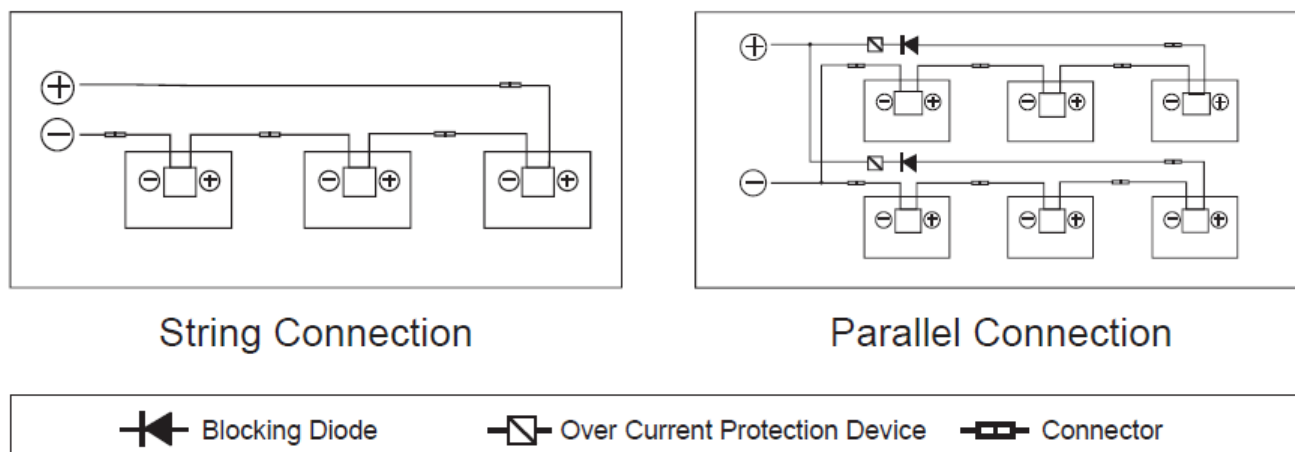 String Connection
Parallel Connection
Blocking Diode
Over Current Protection Device
Connector